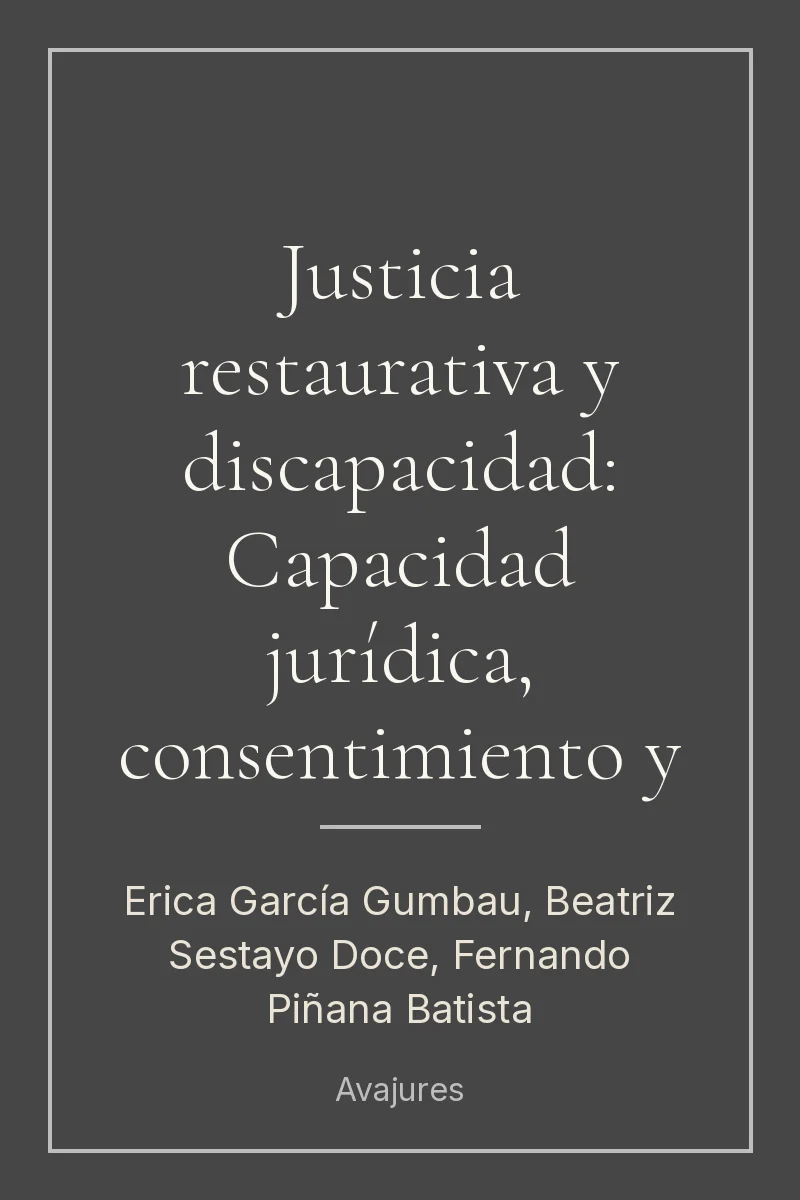 Justicia
restaurativa y
discapacidad:
Capacidad
jurídica,
consentimiento y
Erica García Gumbau, Beatriz
Sestayo Doce, Fernando
Piñana Batista
Avajures